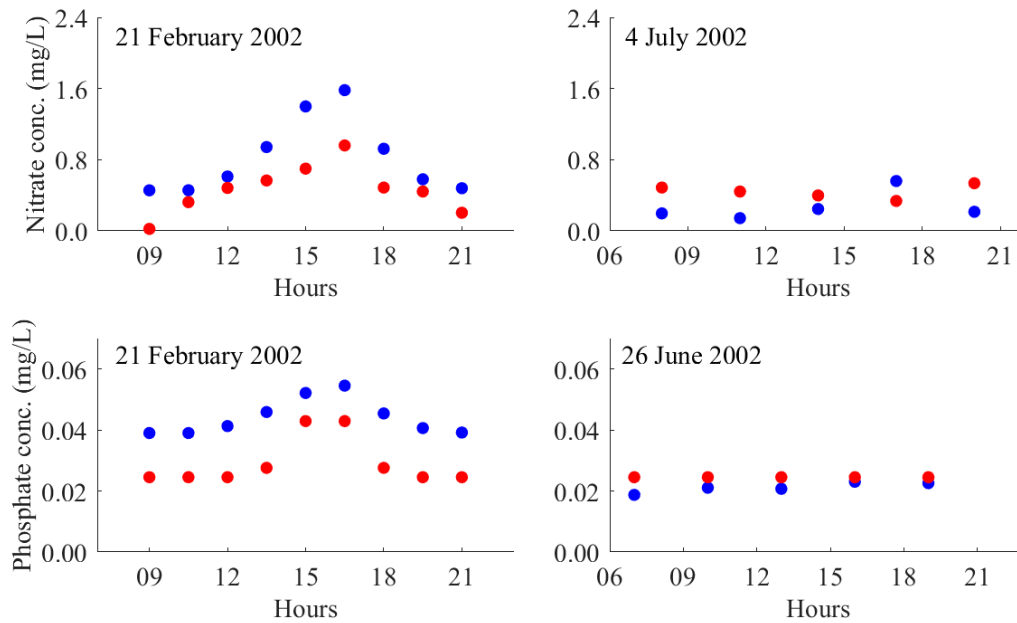 Nitrate conc. (mg/L)
2.4
1.6
0.8
0.0
21 February 2002
09 12 15 18 21
Hours
2.4
1.6
0.8
0.0
4 July 2002
06 09 12 15 18 21
Hours
Phosphate conc. (mg/L)
0.06
0.04
0.02
0.00
21 February 2002
09 12 15 18 21
Hours
0.06
0.04
0.02
0.00
26 June 2002
06 09 12 15 18 21
Hours